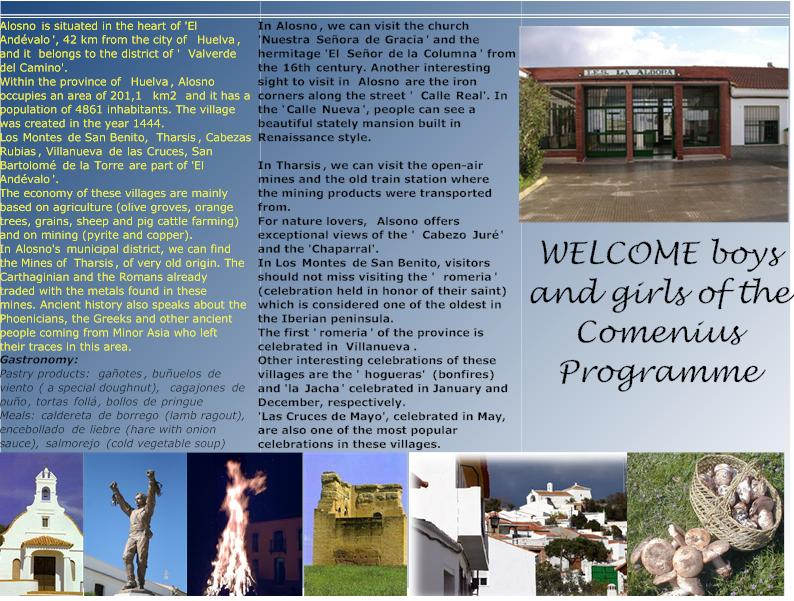 Alosno is situated in the heart of 'El
Andévalo', 42 km from the city of Huelva,
and it belongs to the district of ' Valverde
del Camino'.
Within the province of Huelva, Alosno
occupies an area of 201,1 km2 and it has a
population of 4861 inhabitants. The village
was created in the year 1444.
Los Montes de San Benito, Tharsis, Cabezas
Rubias, Villanueva de las Cruces, San
Bartolomé de la Torre are part of 'El
Andévalo'.
The economy of these villages are mainly
based on agriculture (olive groves, orange
trees, grains, sheep and pig cattle farming)
and on mining (pyrite and copper).
In Alosno's municipal district, we can find
the Mines of Tharsis, of very old origin. The
Carthaginian and the Romans already
traded with the metals found in these
mines. Ancient history also speaks about the
Phoenicians, the Greeks and other ancient
people coming from Minor Asia who left
their traces in this area.
Gastronomy:
Pastry products: gañotes, buñuelos de
viento ( a special doughnut), cagajones de
puño, tortas follá, bollos de pringue
Meals: caldereta de borrego (lamb ragout),
encebollado de liebre (hare with onion
sauce), salmorejo (cold vegetable soup)
In Alosno, we can visit the church
'Nuestra Señora de Gracia' and the
hermitage 'El Señor de la Columna' from
the 16th century. Another interesting
sight to visit in Alosno are the iron
corners along the street ' Calle Real'. In
the 'Calle Nueva', people can see a
beautiful stately mansion built in
Renaissance style.
In Tharsis, we can visit the open-air
mines and the old train station where
the mining products were transported
from.
For nature lovers, Alsono offers
exceptional views of the ' Cabezo Juré'
and the 'Chaparral'.
In Los Montes de San Benito, visitors
should not miss visiting the ' romeria'
(celebration held in honor of their saint)
which is considered one of the oldest in
the Iberian peninsula.
The first 'romeria' of the province is
celebrated in Villanueva.
Other interesting celebrations of these
villages are the ' hogueras' (bonfires)
and 'la Jacha' celebrated in January and
December, respectively.
'Las Cruces de Mayo', celebrated in May,
are also one of the most popular
celebrations in these villages.
I.E.S. LA ALBORÁ
WELCOME boys
and girls of the
Comenius
Programme